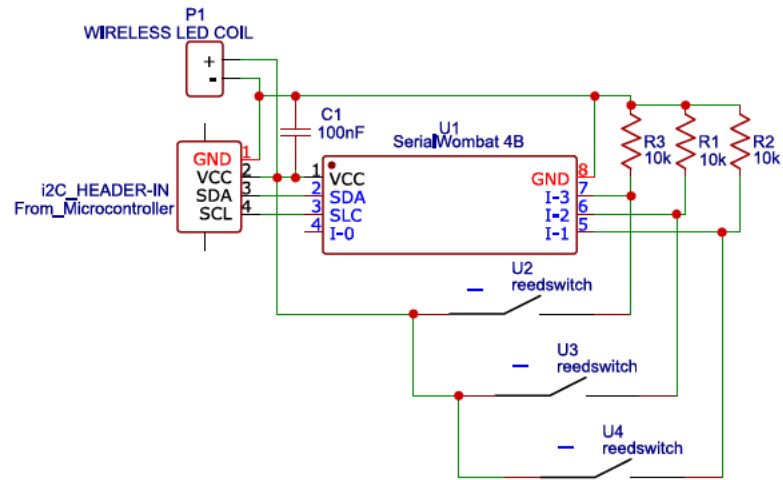 P1
WIRELESS LED COIL
+
-
C1
100nF
U1
SerialWombat 4B
R3
10k
R1
10k
R2
10k
i2C_HEADER-IN
From_Microcontroller
GND 1
VCC 2
SDA 3
SCL 4
1 VCC
2 SDA
3 SLC
4 I-0
GND 8
I-3 7
I-2 6
I-1 5
U2
reedswitch
U3
reedswitch
U4
reedswitch